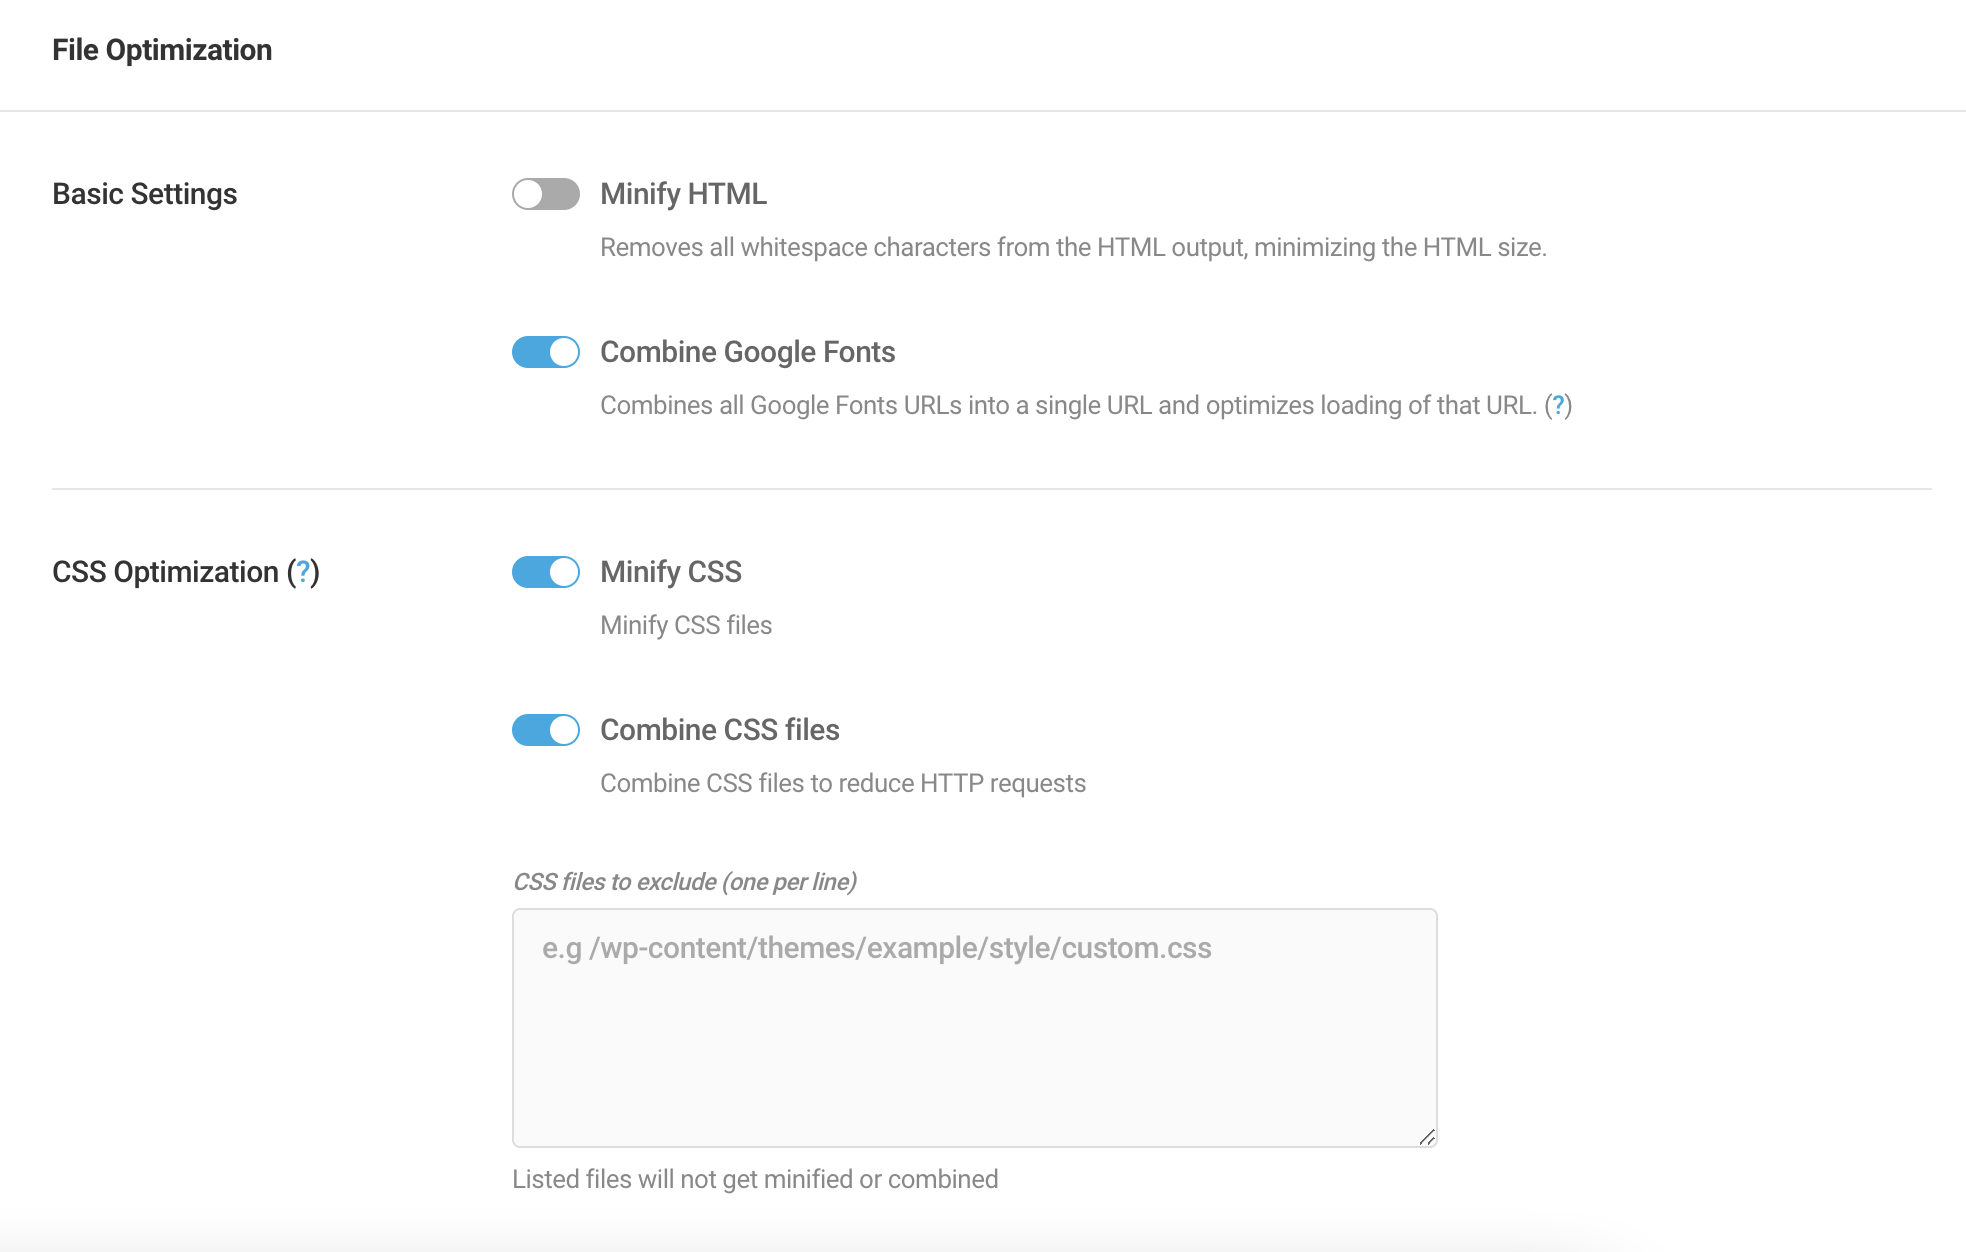 File Optimization
Basic Settings
Minify HTML
Removes all whitespace characters from the HTML output, minimizing the HTML size.
Combine Google Fonts
Combines all Google Fonts URLs into a single URL and optimizes loading of that URL. (?)
CSS Optimization (?)
Minify CSS
Minify CSS files
Combine CSS files
Combine CSS files to reduce HTTP requests
CSS files to exclude (one per line)
e.g /wp-content/themes/example/style/custom.css
Listed files will not get minified or combined